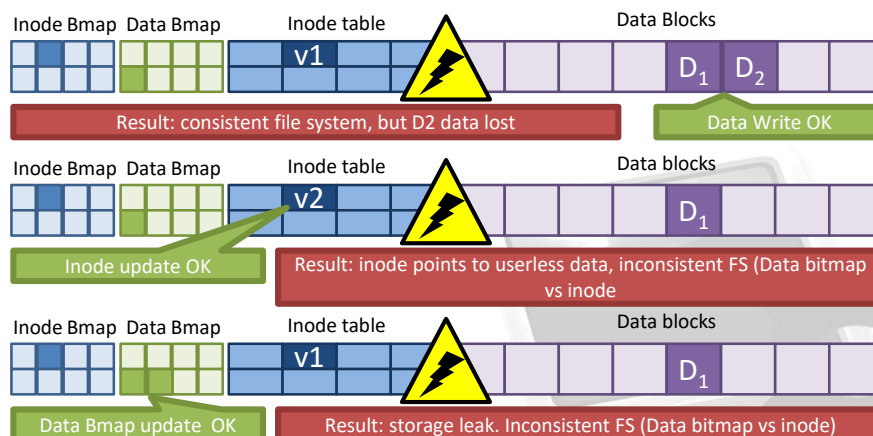 Inode Bmap Data Bmap Inode table Data Blocks
v1
D1 D2
Result: consistent file system, but D2 data lost
Data Write OK
Inode Bmap Data Bmap Inode table Data blocks
v2
D1
Inode update OK
Result: inode points to userless data, inconsistent FS (Data bitmap
vs inode
Inode Bmap Data Bmap Inode table Data blocks
v1
D1
Data Bmap update OK
Result: storage leak. Inconsistent FS (Data bitmap vs inode)